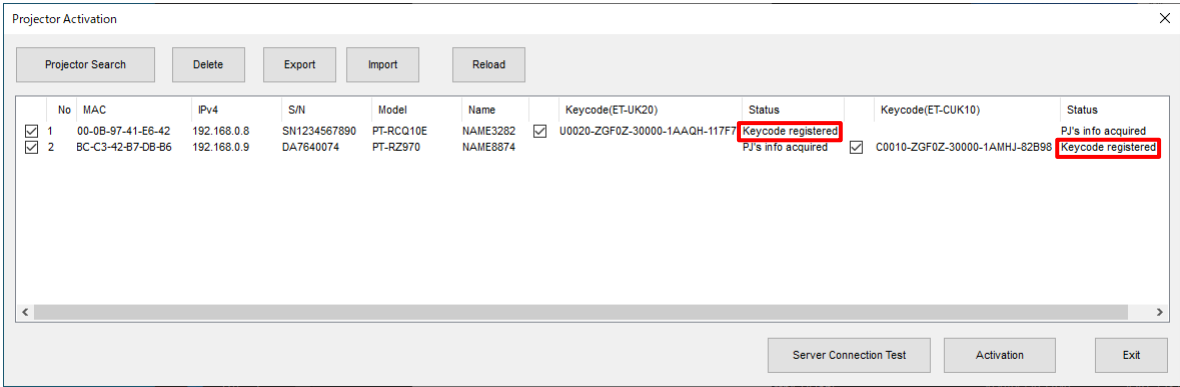 Projector Activation
Projector Search Delete Export Import Reload
No MAC IPv4 S/N Model Name Keycode(ET-UK20) Status Keycode(ET-CUK10) Status
1 00-0B-97-41-E6-42 192.168.0.8 SN1234567890 PT-RCQ10E NAME3282 U0020-ZGF0Z-30000-1AAQH-117F7 Keycode registered PJ's info acquired
2 BC-C3-42-B7-DB-B6 192.168.0.9 DA7640074 PT-RZ970 NAME8874 PJ's info acquired C0010-ZGF0Z-30000-1AMHJ-82B98 Keycode registered
Server Connection Test Activation Exit